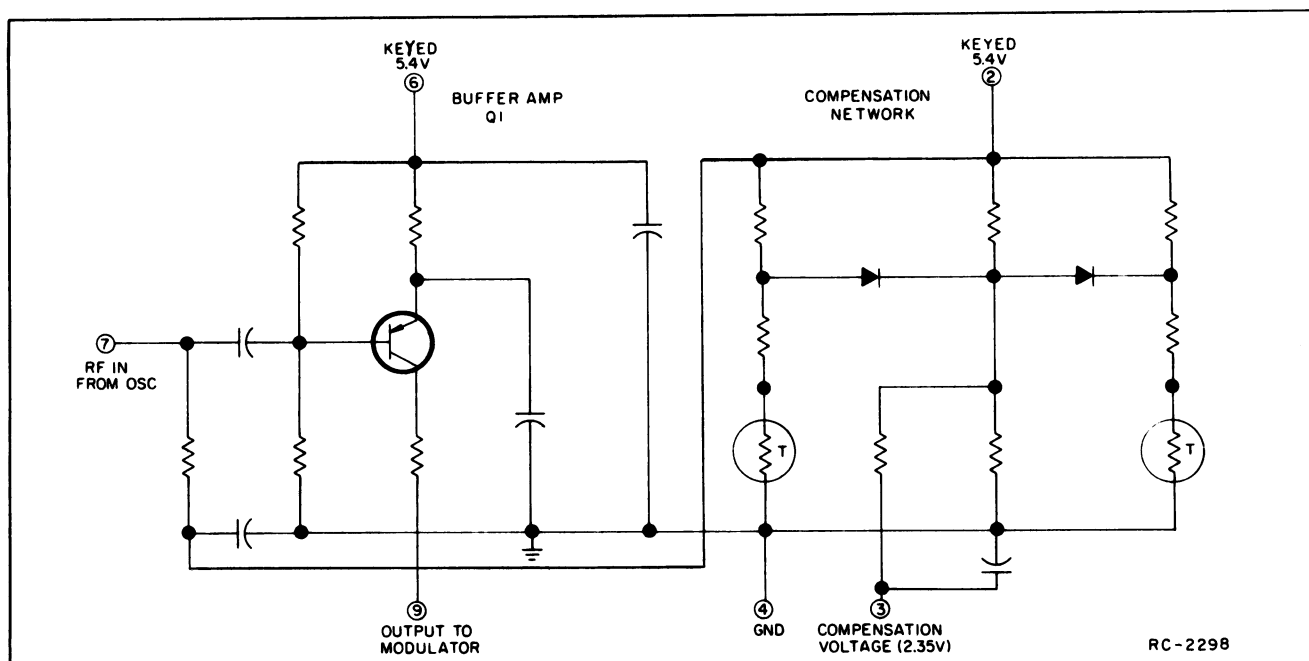 KEYED
5.4V
6
BUFFER AMP
Q1
KEYED
5.4V
2
COMPENSATION
NETWORK
7
RF IN
FROM OSC
T
T
9
OUTPUT TO
MODULATOR
4
GND
3
COMPENSATION
VOLTAGE (2.35V)
RC-2298